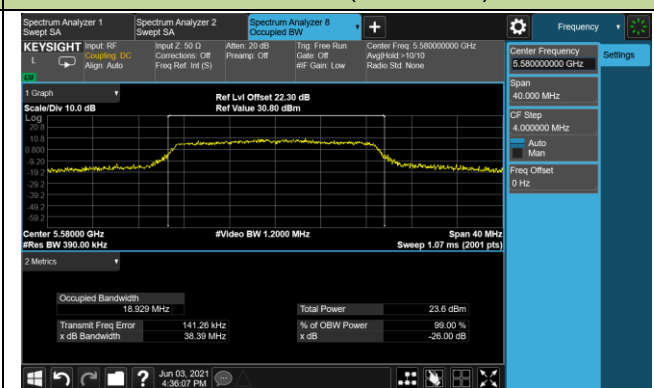 Spectrum Analyzer 1
Swept SA
Spectrum Analyzer 2
Swept SA
Spectrum Analyzer 8
Occupied BW
Frequency
KEYSIGHT
L
Input: RF
Coupling: DC
Align: Auto
Input Z: 50 Ω
Corrections: Off
Freq Ref: Int (S)
Atten: 20 dB
Preamp: Off
Trig: Free Run
Gate: Off
#IF Gain: Low
Center Freq: 5.580000000 GHz
Avg|Hold:>10/10
Radio Std: None
Center Frequency
5.580000000 GHz
Settings
Span
40.000 MHz
CF Step
4.000000 MHz
Auto
Man
Freq Offset
0 Hz
1 Graph
Scale/Div 10.0 dB
Ref Lvl Offset 22.30 dB
Ref Value 30.80 dBm
Log
20.8
10.8
0.800
-9.20
-19.2
-29.2
-39.2
-49.2
-59.2
Center 5.58000 GHz
#Res BW 390.00 kHz
#Video BW 1.2000 MHz
Span 40 MHz
Sweep 1.07 ms (2001 pts)
2 Metrics
Occupied Bandwidth
18.929 MHz
Total Power 23.6 dBm
Transmit Freq Error 141.26 kHz
% of OBW Power 99.00 %
x dB Bandwidth 38.39 MHz
x dB -26.00 dB
Jun 03, 2021
4:36:07 PM